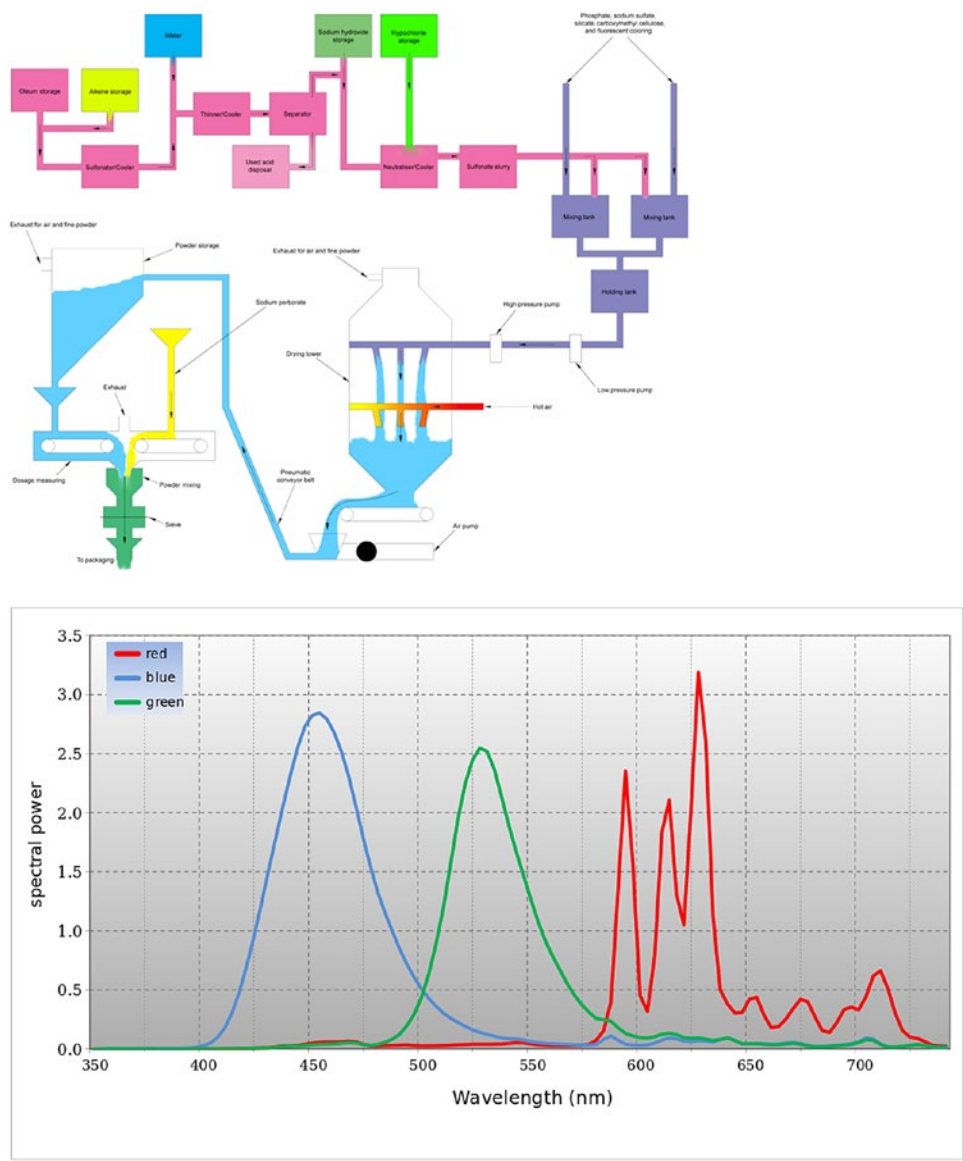 Phosphate, sodium sulfate,
silicate, carboxymethyl cellulose,
and fluorescent coloring
Water
Sodium hydroxide
storage
Hypochlorite
storage
Oleum storage
Alkene storage
Thinner/Cooler
Separator
Sulfonator/Cooler
Used acid
disposal
Neutraliser/Cooler
Sulfonate slurry
Mixing tank
Mixing tank
Holding tank
Exhaust for air and fine powder
Powder storage
Sodium perborate
Exhaust
Dosage measuring
Powder mixing
Sieve
To packaging
Exhaust for air and fine powder
High pressure pump
Low pressure pump
Drying tower
Hot air
Pneumatic
conveyor belt
Air pump
3.5
3.0
2.5
2.0
1.5
1.0
0.5
0.0
red
blue
green
spectral power
350
400
450
500
550
600
650
700
Wavelength (nm)